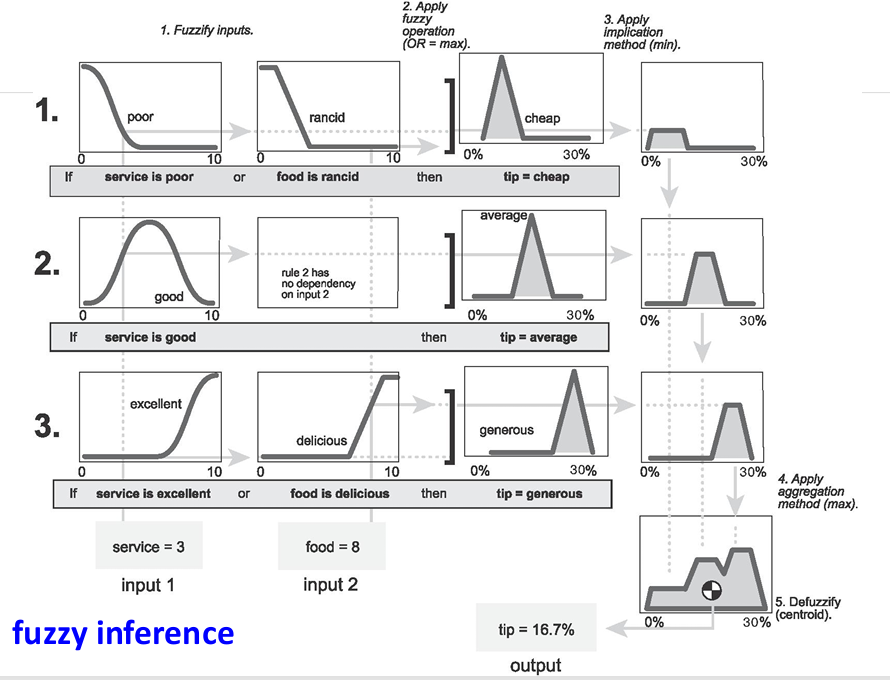 1. Fuzzify inputs.
2. Apply
fuzzy
operation
(OR = max).
3. Apply
implication
method (min).
1.
poor
0
10
rancid
0
10
cheap
0%
30%
0%
30%
If service is poor or food is rancid then tip = cheap
2.
good
0
10
rule 2 has
no dependency
on input 2
average
0%
30%
0%
30%
If service is good then tip = average
3.
excellent
0
10
delicious
0
10
generous
0%
30%
0%
30%
If service is excellent or food is delicious then tip = generous
4. Apply
aggregation
method (max).
service = 3
input 1
food = 8
input 2
0%
30%
5. Defuzzify
(centroid).
tip = 16.7%
output
fuzzy inference